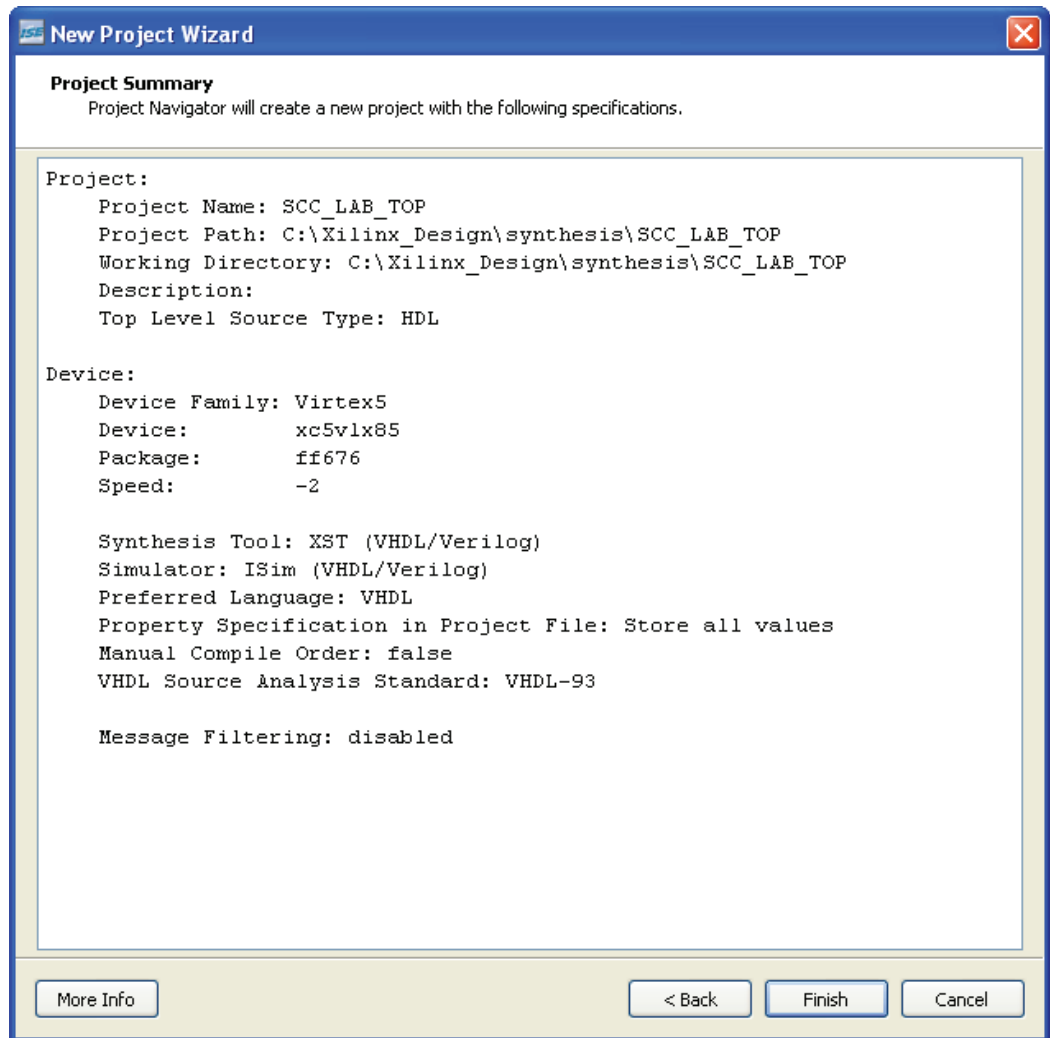 ISE New Project Wizard
Project Summary
Project Navigator will create a new project with the following specifications.
Project:
Project Name: SCC_LAB_TOP
Project Path: C:\Xilinx_Design\synthesis\SCC_LAB_TOP
Working Directory: C:\Xilinx_Design\synthesis\SCC_LAB_TOP
Description:
Top Level Source Type: HDL
Device:
Device Family: Virtex5
Device: xc5vlx85
Package: ff676
Speed: -2
Synthesis Tool: XST (VHDL/Verilog)
Simulator: ISim (VHDL/Verilog)
Preferred Language: VHDL
Property Specification in Project File: Store all values
Manual Compile Order: false
VHDL Source Analysis Standard: VHDL-93
Message Filtering: disabled
More Info < Back Finish Cancel